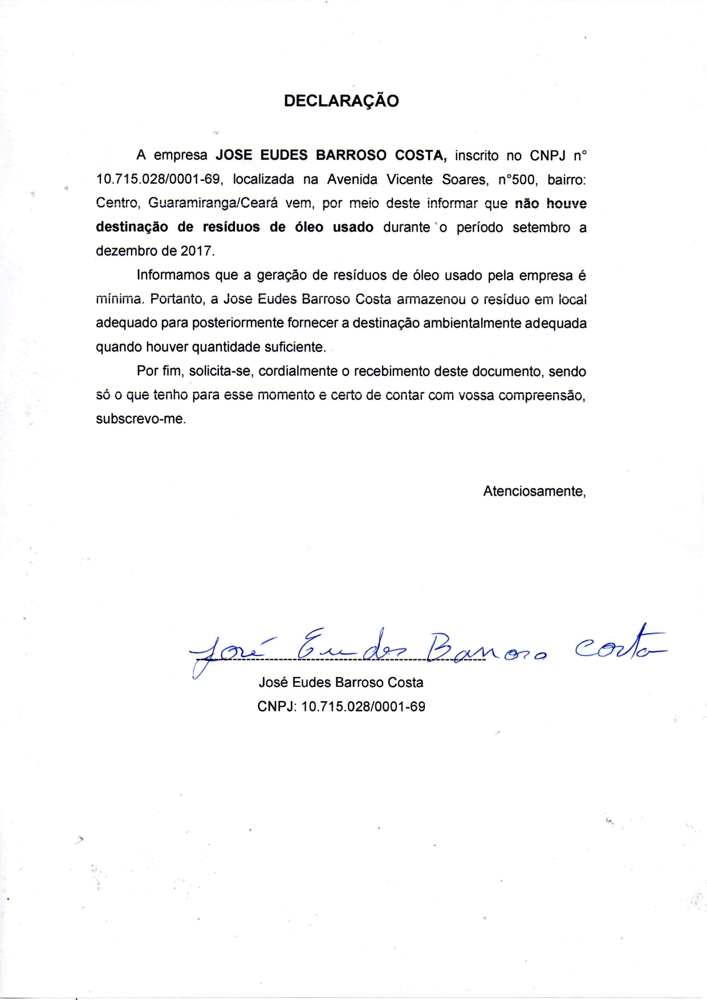 DECLARAÇÃO
A empresa JOSE EUDES BARROSO COSTA, inscrito no CNPJ n°
10.715.028/0001-69, localizada na Avenida Vicente Soares, n°500, bairro:
Centro, Guaramiranga/Ceará vem, por meio deste informar que não houve
destinação de resíduos de óleo usado durante o período setembro a
dezembro de 2017.
Informamos que a geração de resíduos de óleo usado pela empresa é
mínima. Portanto, a Jose Eudes Barroso Costa armazenou o resíduo em local
adequado para posteriormente fornecer a destinação ambientalmente adequada
quando houver quantidade suficiente.
Por fim, solicita-se, cordialmente o recebimento deste documento, sendo
só o que tenho para esse momento e certo de contar com vossa compreensão,
subscrevo-me.
Atenciosamente,
José Eudes Barroso Costa
José Eudes Barroso Costa
CNPJ: 10.715.028/0001-69